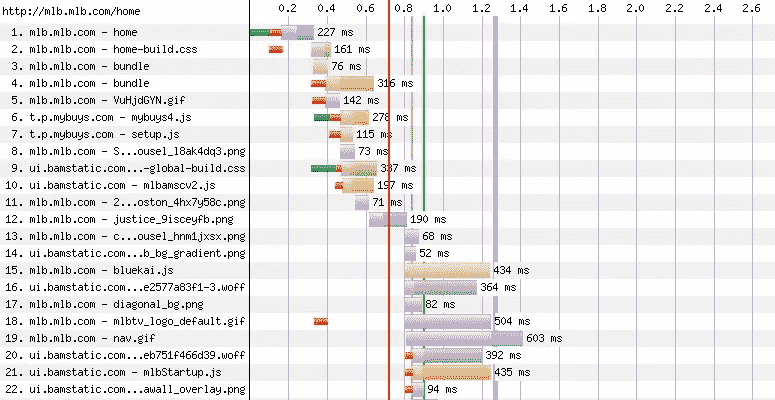 http://mlb.mlb.com/home 0.2 0.4 0.6 0.8 1.0 1.2 1.4 1.6 1.8 2.0 2.2 2.4 2.6
1. mlb.mlb.com - home 227 ms
2. mlb.mlb.com - home-build.css 161 ms
3. mlb.mlb.com - bundle 76 ms
4. mlb.mlb.com - bundle 316 ms
5. mlb.mlb.com - VuHjdGYN.gif 142 ms
6. t.p.mybuys.com - mybuys4.js 278 ms
7. t.p.mybuys.com - setup.js 115 ms
8. mlb.mlb.com - S...ousel_l8ak4dq3.png 73 ms
9. ui.bamstatic.com...-global-build.css 337 ms
10. ui.bamstatic.com - mlbamscv2.js 197 ms
11. mlb.mlb.com - 2...oston_4hx7y58c.png 71 ms
12. mlb.mlb.com - justice_9isceyfb.png 190 ms
13. mlb.mlb.com - c...ousel_hnm1jxsx.png 68 ms
14. ui.bamstatic.com...b_bg_gradient.png 52 ms
15. mlb.mlb.com - bluekai.js 434 ms
16. ui.bamstatic.com...e2577a83f1-3.woff 364 ms
17. mlb.mlb.com - diagonal_bg.png 82 ms
18. mlb.mlb.com - mlbtv_logo_default.gif 504 ms
19. mlb.mlb.com - nav.gif 603 ms
20. ui.bamstatic.com...eb751f466d39.woff 392 ms
21. ui.bamstatic.com - mlbStartup.js 435 ms
22. ui.bamstatic.com...awall_overlay.png 94 ms